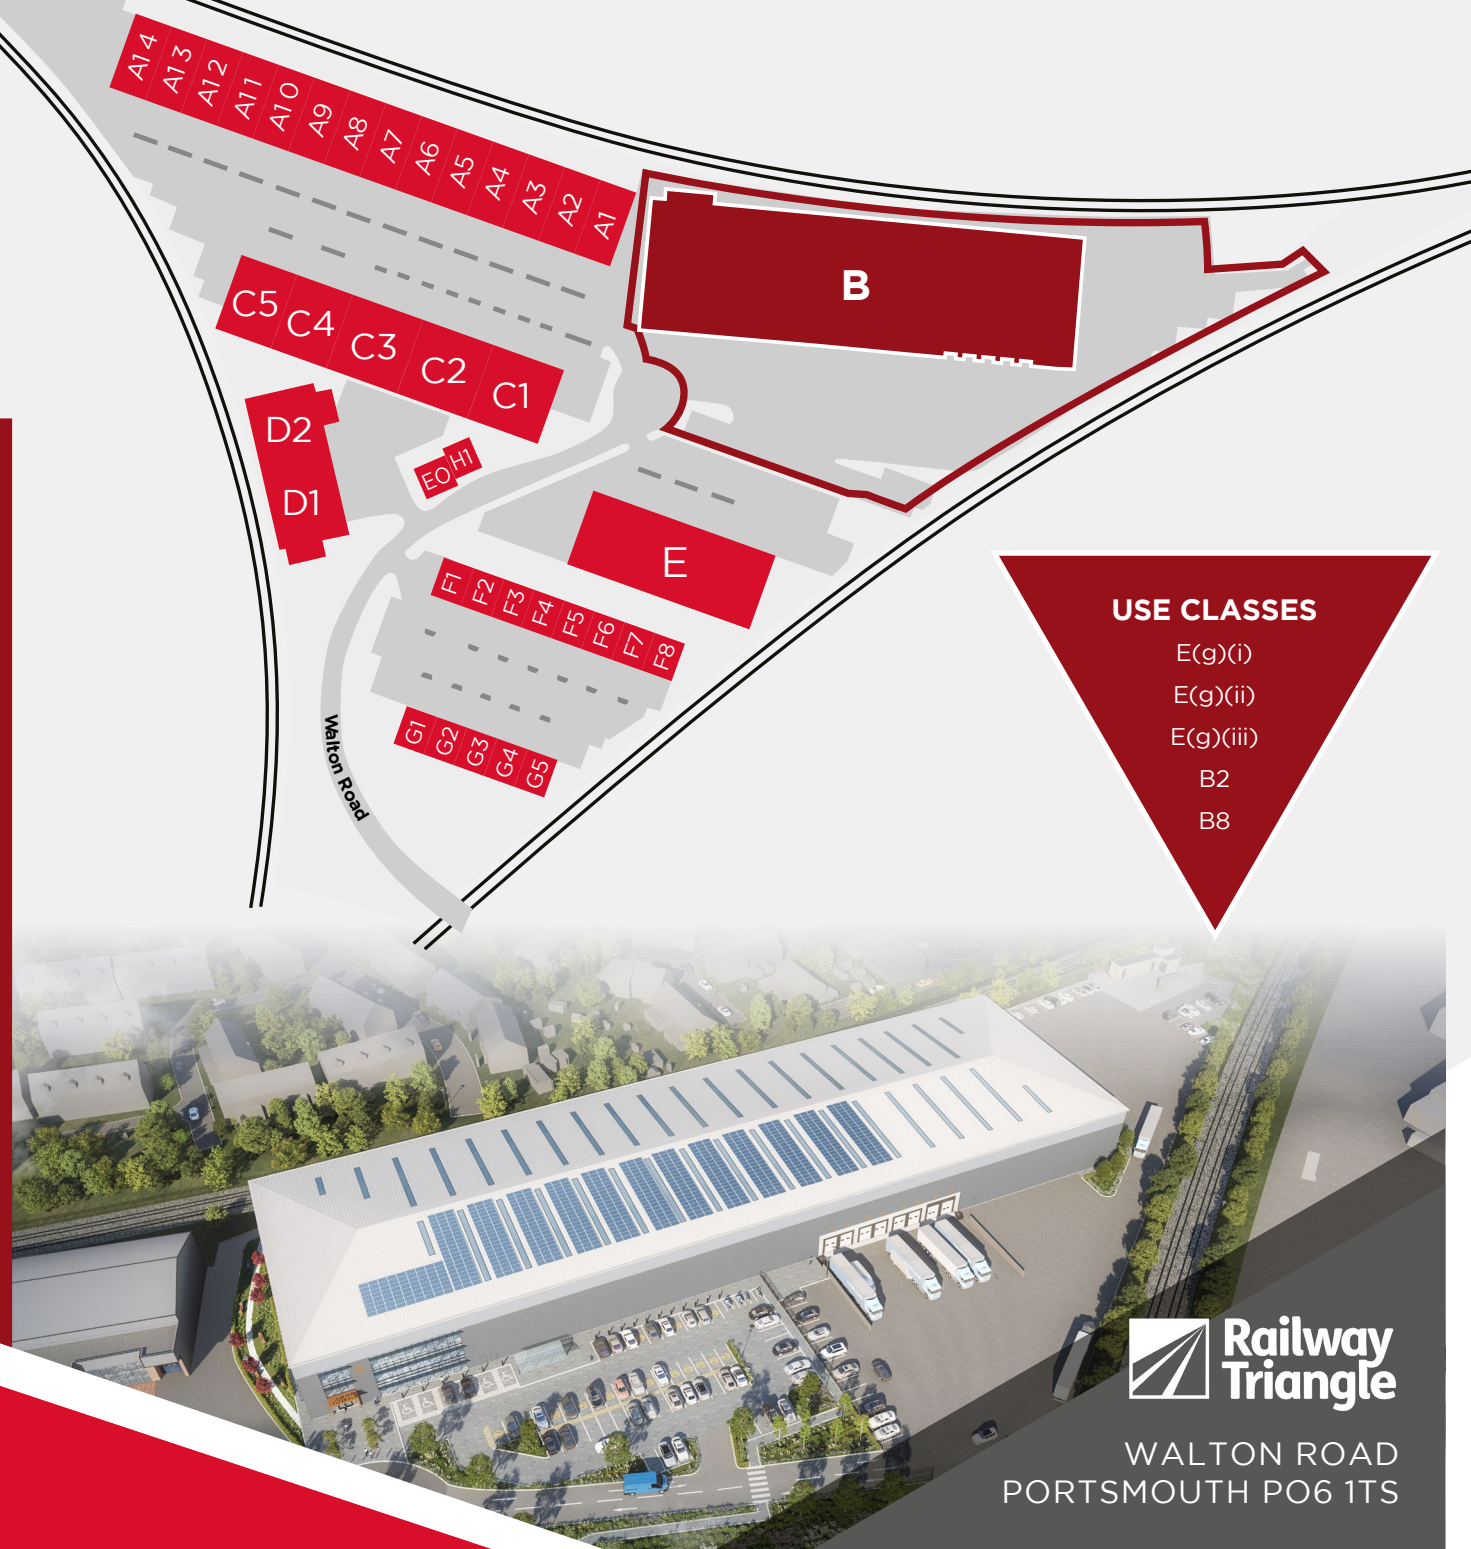 A14
A13
A12
A11
A10
A9
A8
A7
A6
A5
A4
A3
A2
A1
B
C5
C4
C3
C2
C1
D2
D1
EO
H1
E
F1
F2
F3
F4
F5
F6
F7
F8
G1
G2
G3
G4
G5
Walton Road
USE CLASSES
E(g)(i)
E(g)(ii)
E(g)(iii)
B2
B8
Railway
Triangle
WALTON ROAD
PORTSMOUTH PO6 1TS